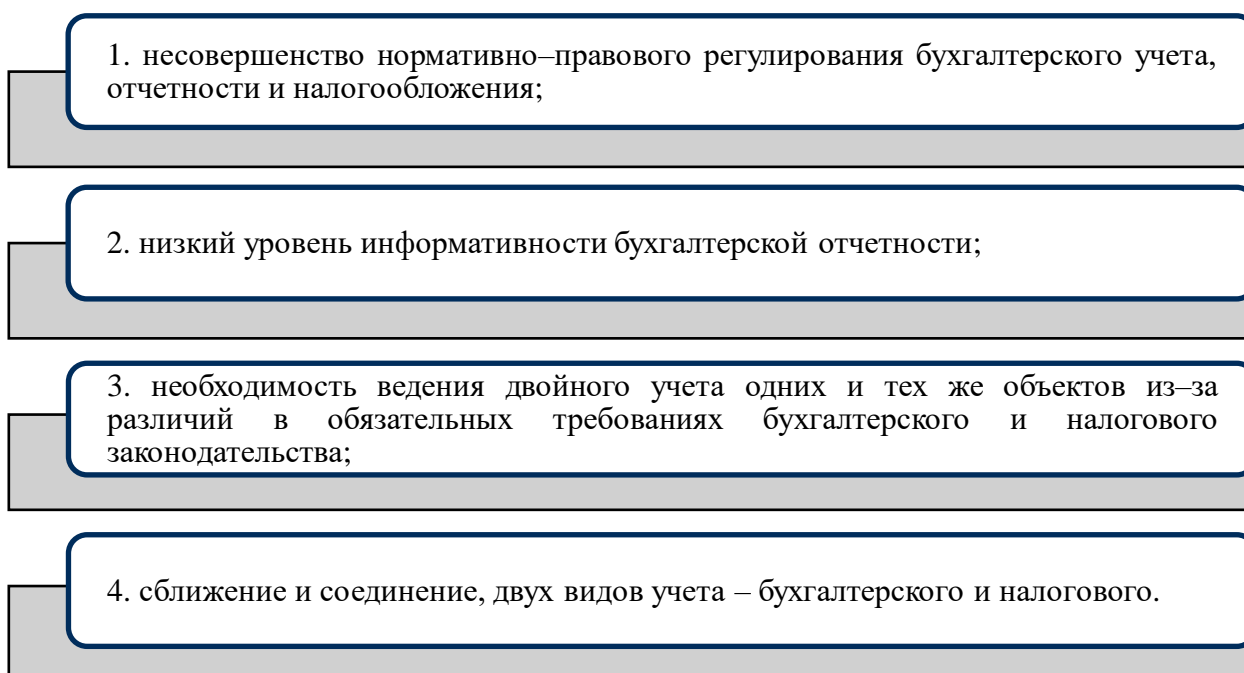 1. несовершенство нормативно–правового регулирования бухгалтерского учета,
отчетности и налогообложения;
2. низкий уровень информативности бухгалтерской отчетности;
3. необходимость ведения двойного учета одних и тех же объектов из–за
различий в обязательных требованиях бухгалтерского и налогового
законодательства;
4. сближение и соединение, двух видов учета – бухгалтерского и налогового.